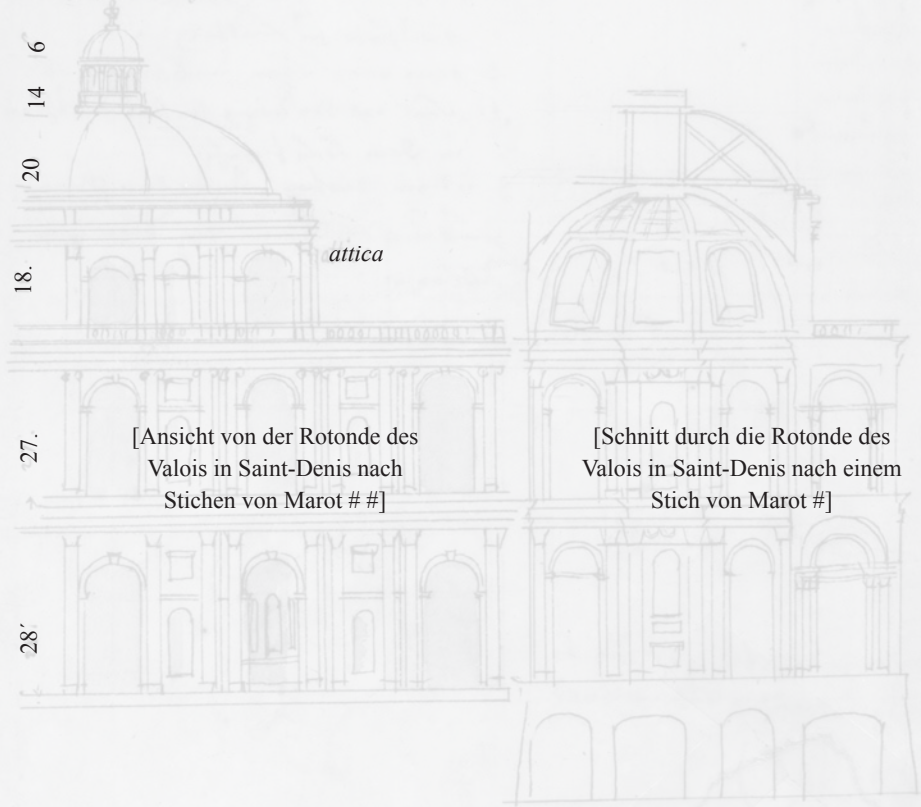 6
14
20
attica
18.
[Ansicht von der Rotonde des
Valois in Saint-Denis nach
Stichen von Marot # #]
[Schnitt durch die Rotonde des
Valois in Saint-Denis nach einem
Stich von Marot #]
27.
28′